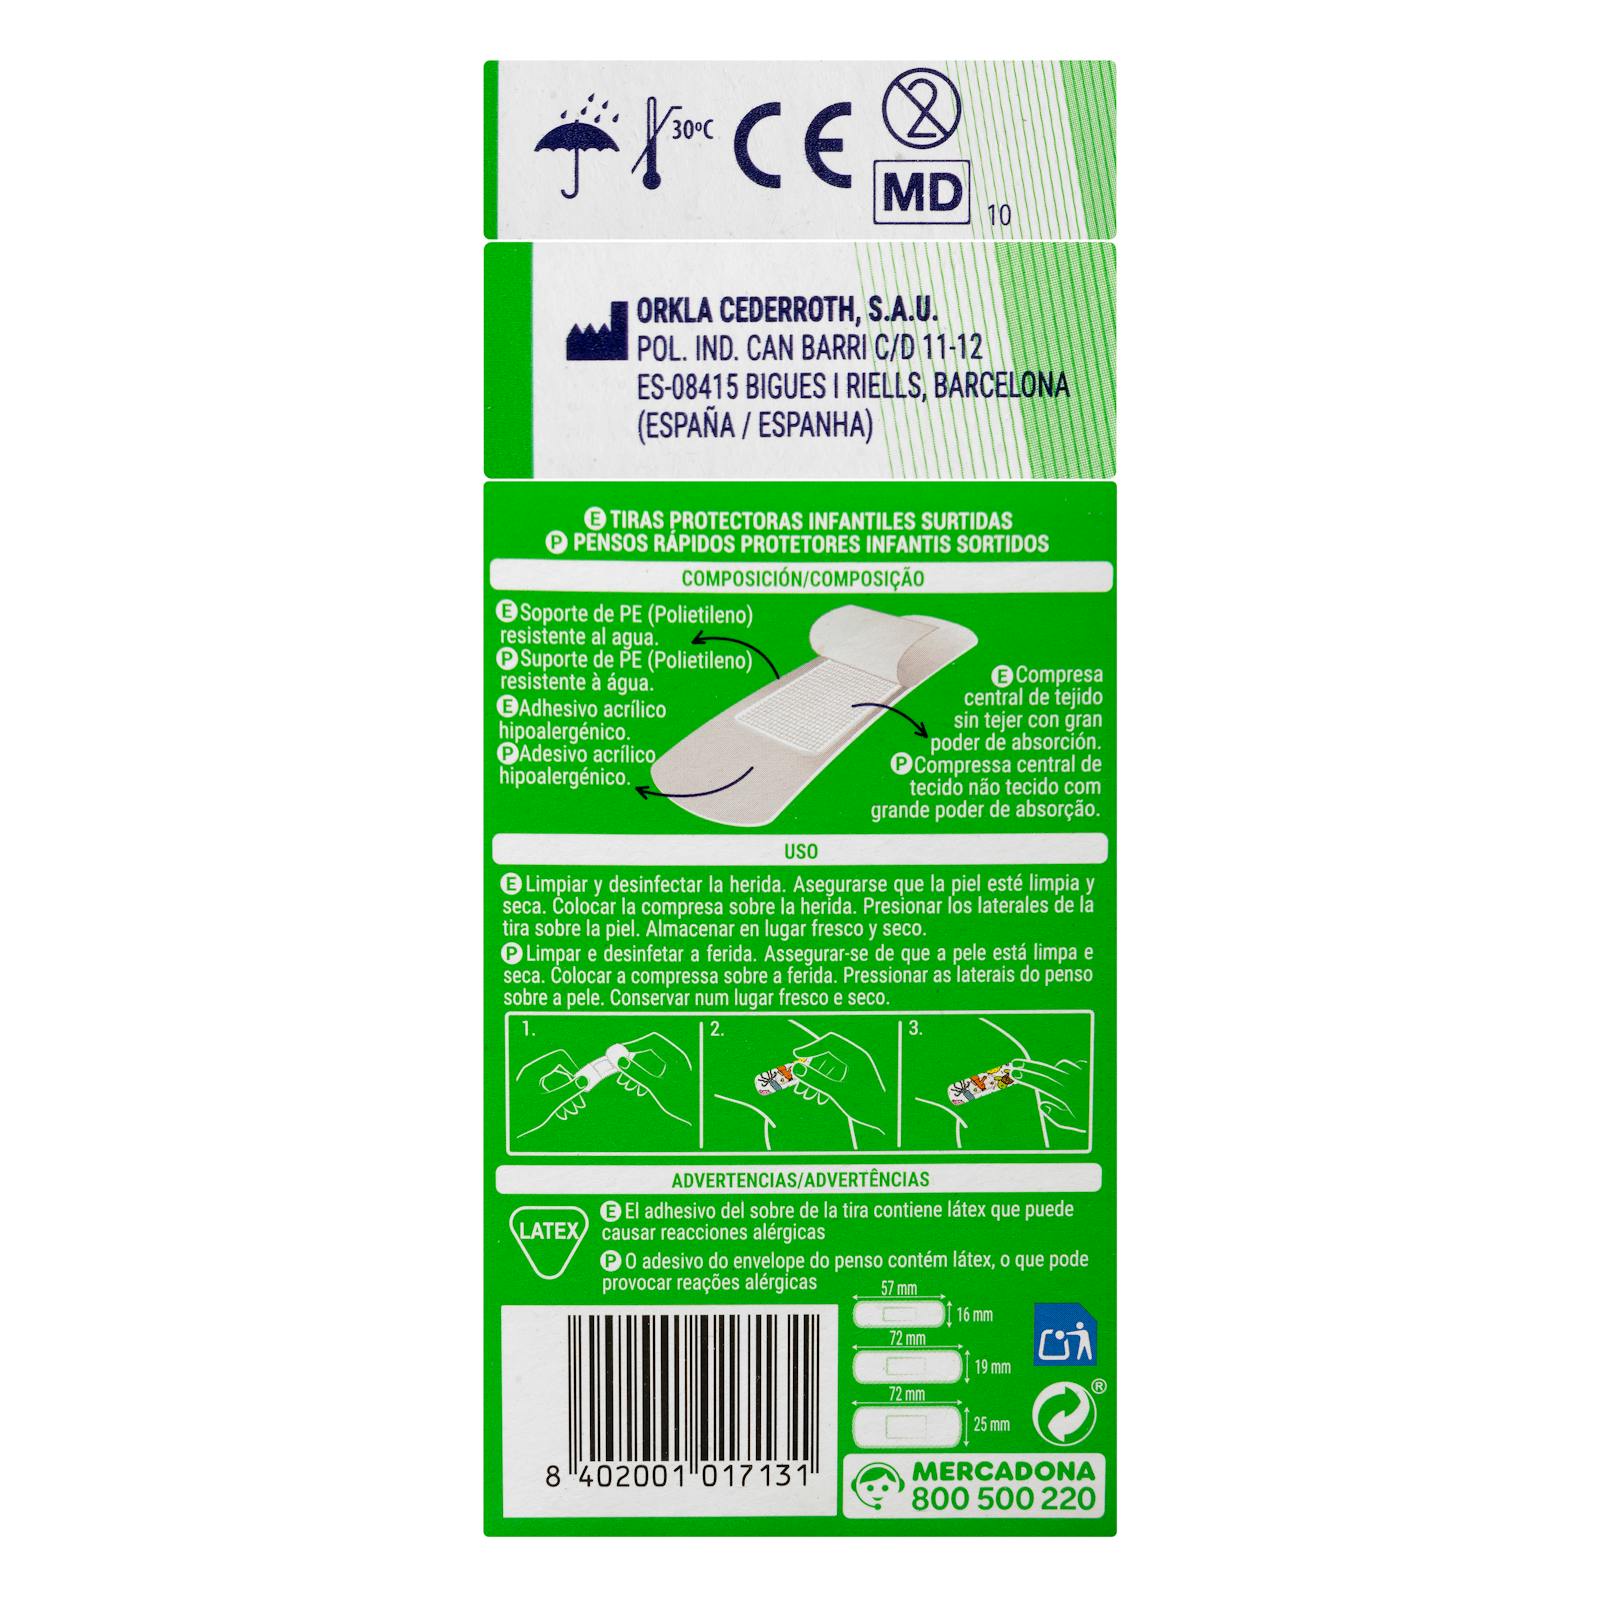 30ºC
CE
2
MD
10
ORKLA CEDERROTH, S.A.U.
POL. IND. CAN BARRI C/D 11-12
ES-08415 BIGUES I RIELLS, BARCELONA
(ESPAÑA / ESPANHA)
E TIRAS PROTECTORAS INFANTILES SURTIDAS
P PENSOS RÁPIDOS PROTETORES INFANTIS SORTIDOS
COMPOSICIÓN/COMPOSIÇÃO
E Soporte de PE (Polietileno)
resistente al agua.
P Suporte de PE (Polietileno)
resistente à água.
E Adhesivo acrílico
hipoalergénico.
P Adesivo acrílico
hipoalergénico.
E Compresa
central de tejido
sin tejer con gran
poder de absorción.
P Compressa central de
tecido não tecido com
grande poder de absorção.
USO
E Limpiar y desinfectar la herida. Asegurarse que la piel esté limpia y
seca. Colocar la compresa sobre la herida. Presionar los laterales de la
tira sobre la piel. Almacenar en lugar fresco y seco.
P Limpar e desinfetar a ferida. Assegurar-se de que a pele está limpa e
seca. Colocar a compressa sobre a ferida. Pressionar as laterais do penso
sobre a pele. Conservar num lugar fresco e seco.
1.
2.
3.
ADVERTENCIAS/ADVERTÊNCIAS
LATEX
E El adhesivo del sobre de la tira contiene látex que puede
causar reacciones alérgicas
P O adesivo do envelope do penso contém látex, o que pode
provocar reações alérgicas
57 mm
16 mm
72 mm
19 mm
72 mm
25 mm
®
8 402001 017131
MERCADONA
800 500 220